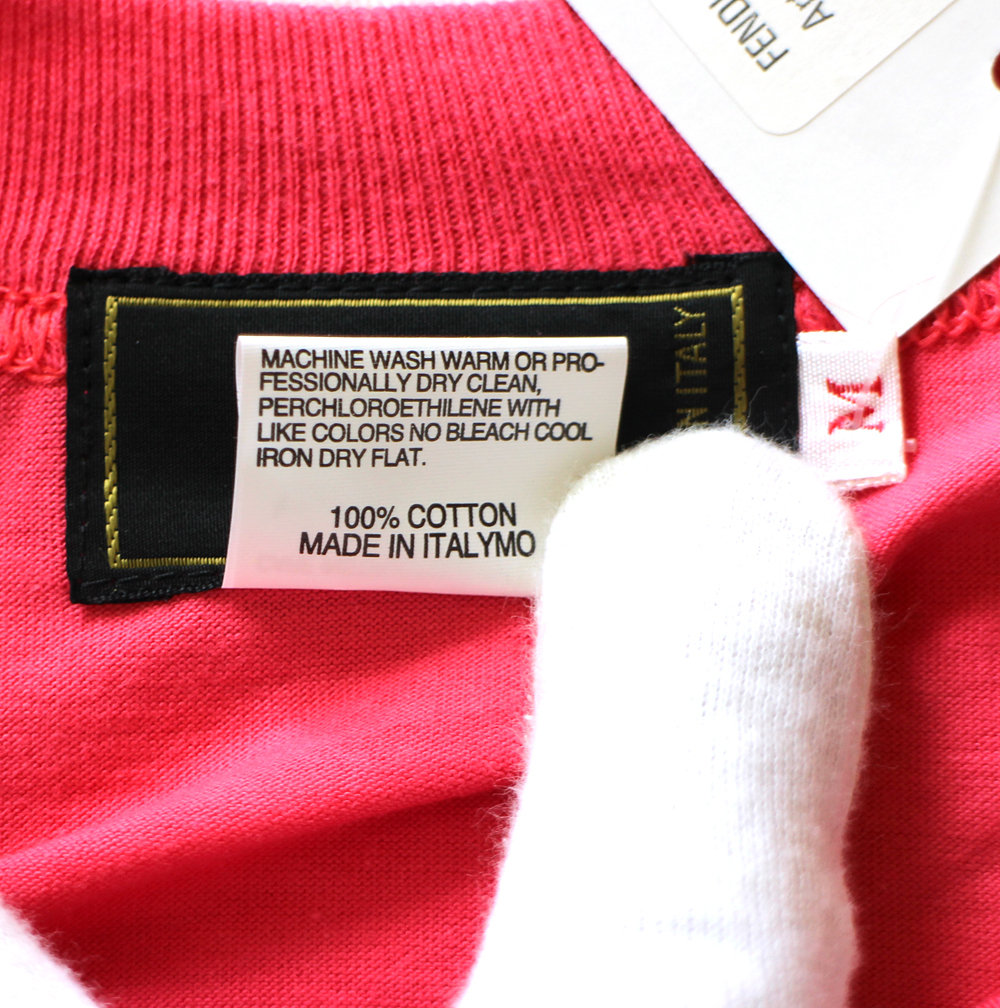 FENDI
MACHINE WASH WARM OR PRO-
FESSIONALLY DRY CLEAN,
PERCHLOROETHILENE WITH
LIKE COLORS NO BLEACH COOL
IRON DRY FLAT.
100% COTTON
MADE IN ITALYMO
N ITALY
M